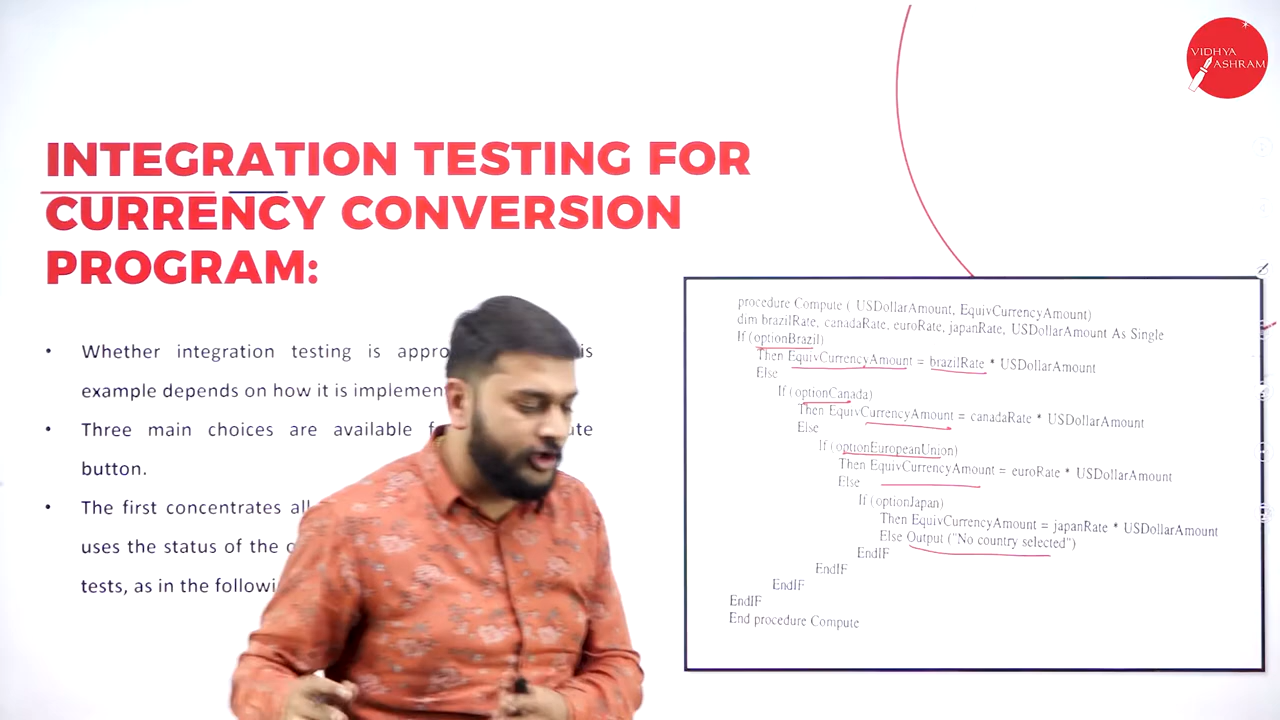 VIDHYA
ASHRAM
INTEGRATION TESTING FOR
CURRENCY CONVERSION
PROGRAM:
• Whether integration testing is is
example depends on how it is
• Three main choices are available
button.
• The first concentrates
uses the status of the
tests, as in the
procedure Compute ( USDollarAmount, EquivCurrencyAmount)
dim brazilRate, canadaRate, euroRate, japanRate, USDollarAmount As Single
If (optionBrazil)
Then EquivCurrencyAmount = brazilRate * USDollarAmount
Else
If (optionCanada)
Then EquivCurrencyAmount = canadaRate * USDollarAmount
Else
If (optionEuropeanUnion)
Then EquivCurrencyAmount = euroRate * USDollarAmount
Else
If (optionJapan)
Then EquivCurrencyAmount = japanRate * USDollarAmount
Else Output ("No country selected")
EndIF
EndIF
EndIF
EndIF
End procedure Compute